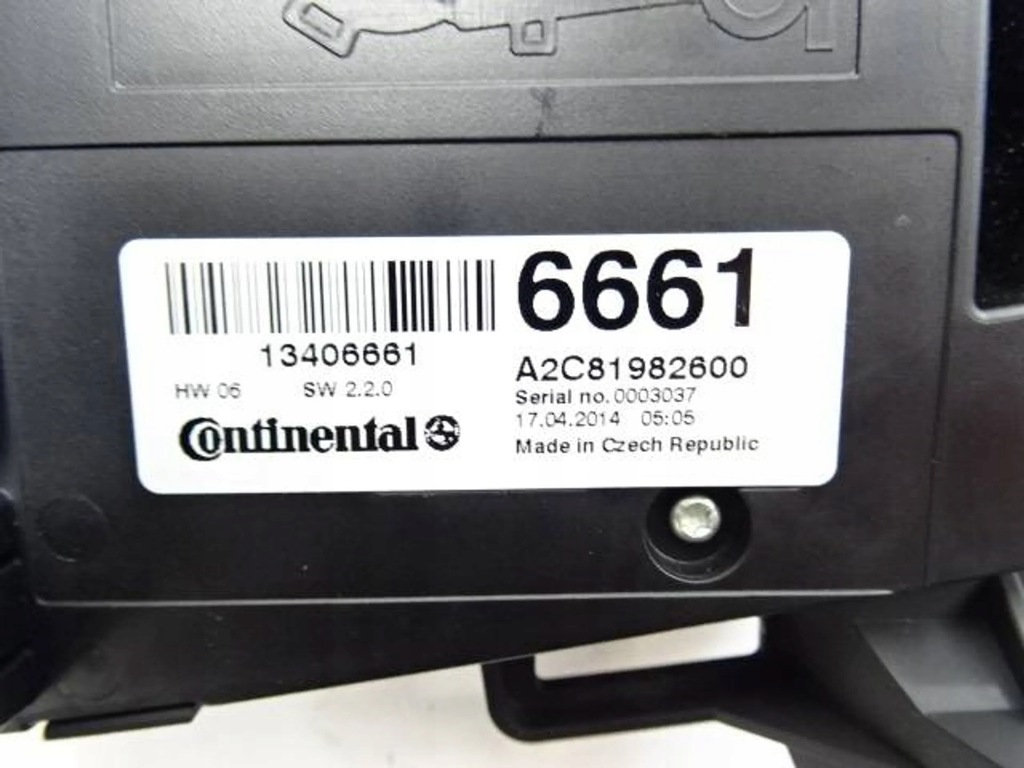 6661
13406661
A2C81982600
HW 06 SW 2.2.0
Serial no.0003037
17.04.2014 05:05
Continental
Made in Czech Republic